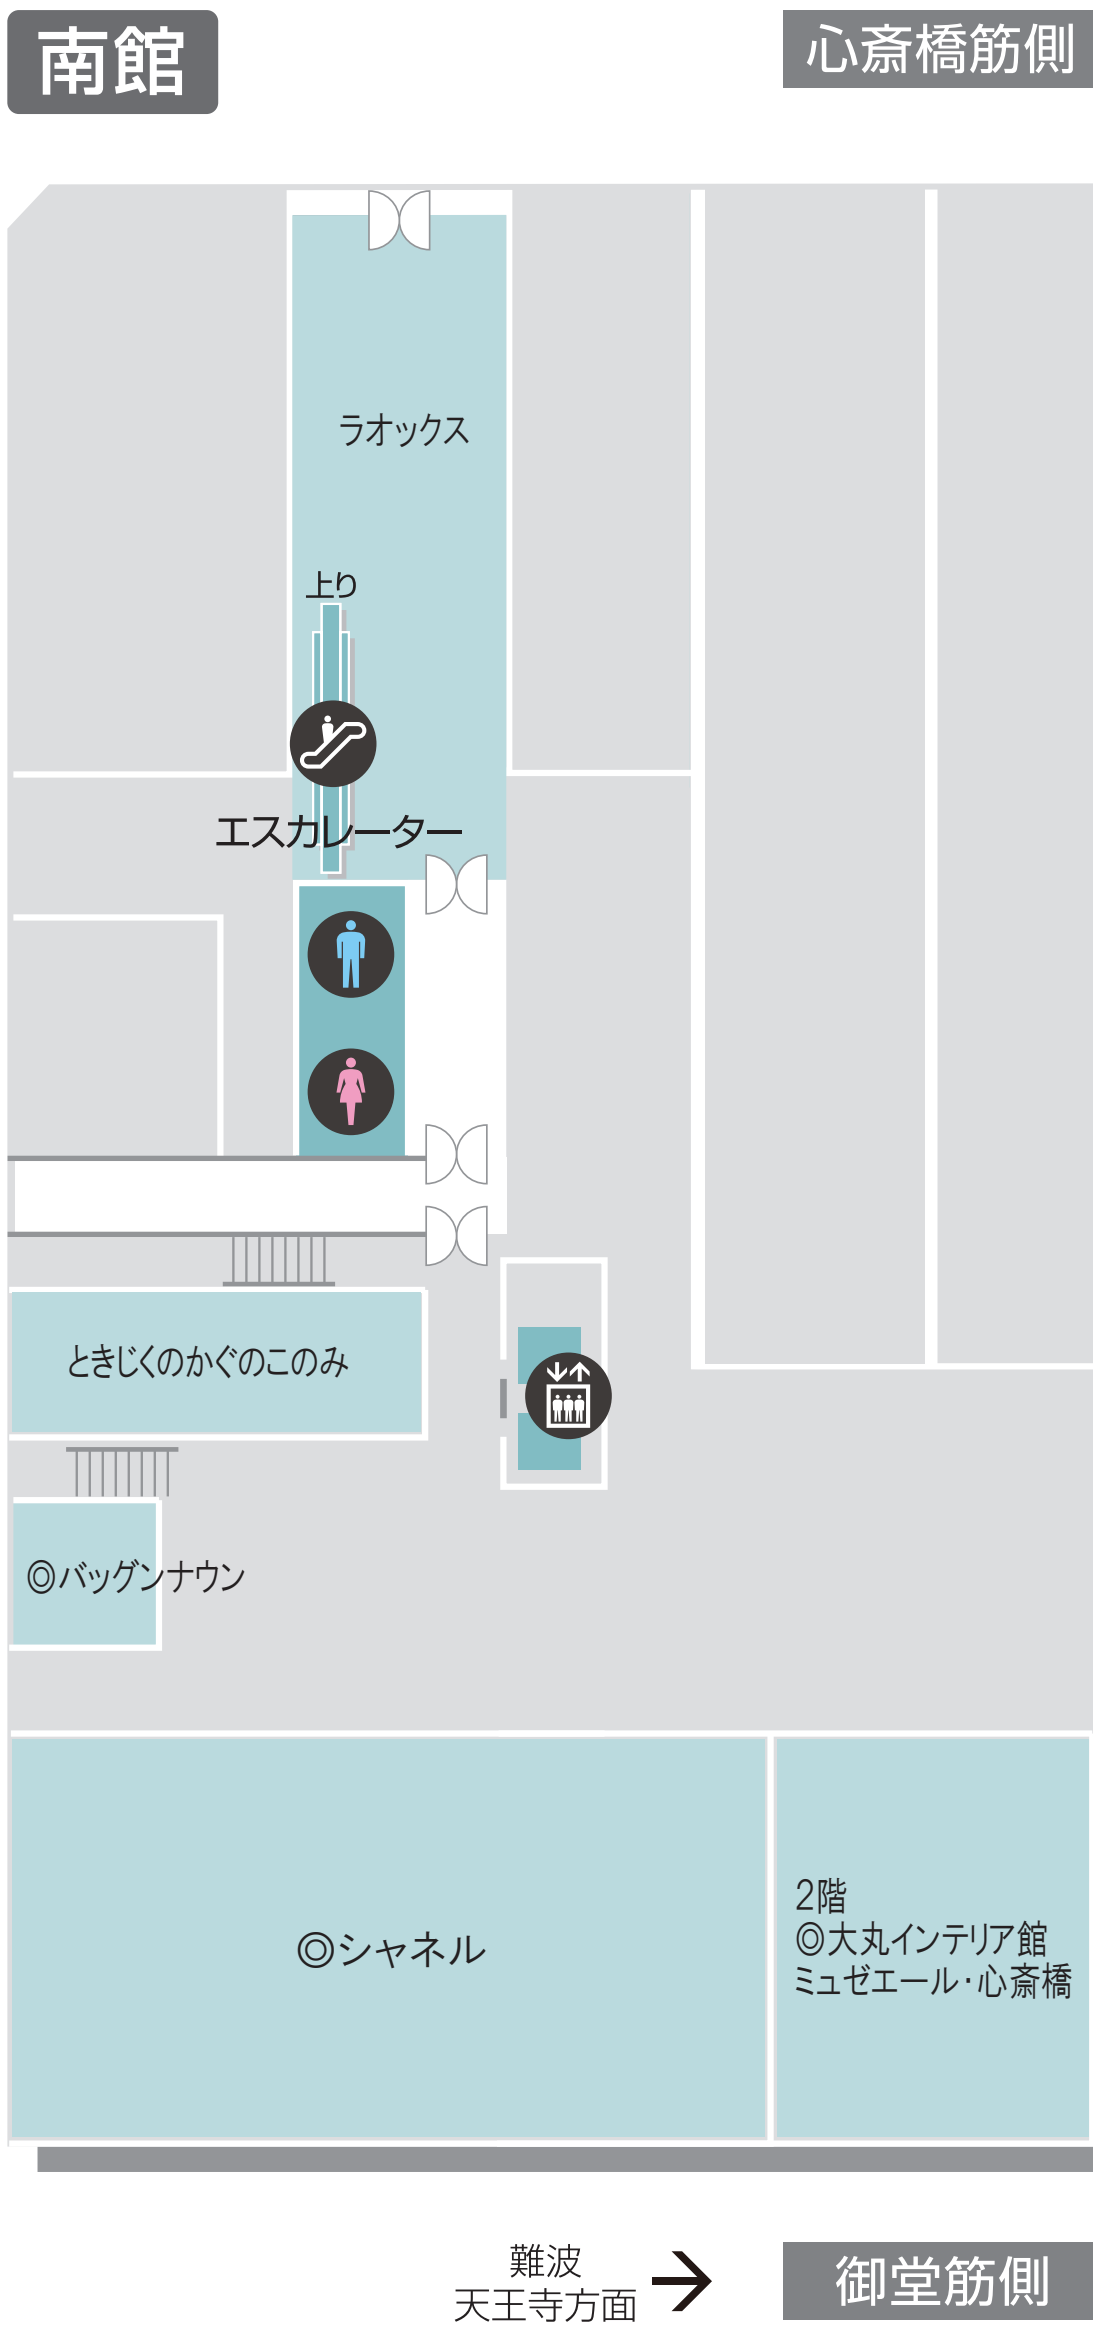 南館
心斎橋筋側
ラオックス
上り
エスカレーター
ときじくのかぐのこのみ
◎バッグンナウン
◎シャネル
2階
◎大丸インテリア館
ミュゼエール・心斎橋
難波
天王寺方面
御堂筋側